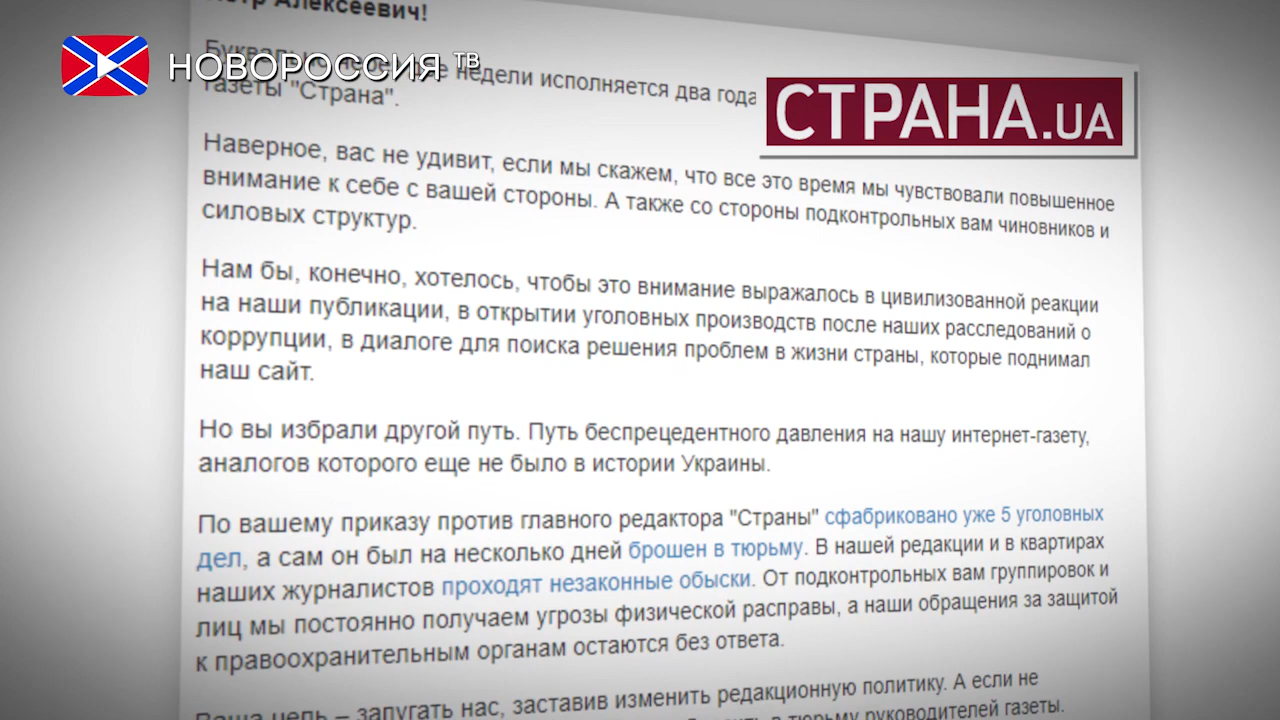 Петр Алексеевич!
НОВОРОССИЯ ТВ
недели исполняется два года
газеты "Страна".
СТРАНА.UA
Наверное, вас не удивит, если мы скажем, что все это время мы чувствовали повышенное
внимание к себе с вашей стороны. А также со стороны подконтрольных вам чиновников и
силовых структур.
Нам бы, конечно, хотелось, чтобы это внимание выражалось в цивилизованной реакции
на наши публикации, в открытии уголовных производств после наших расследований о
коррупции, в диалоге для поиска решения проблем в жизни страны, которые поднимал
наш сайт.
Но вы избрали другой путь. Путь беспрецедентного давления на нашу интернет-газету,
аналогов которого еще не было в истории Украины.
По вашему приказу против главного редактора "Страны" сфабриковано уже 5 уголовных
дел, а сам он был на несколько дней брошен в тюрьму. В нашей редакции и в квартирах
наших журналистов проходят незаконные обыски. От подконтрольных вам группировок и
лиц мы постоянно получаем угрозы физической расправы, а наши обращения за защитой
к правоохранительным органам остаются без ответа.
Ваша цель – запугать нас, заставив изменить редакционную политику. А если не
в тюрьму руководителей газеты.